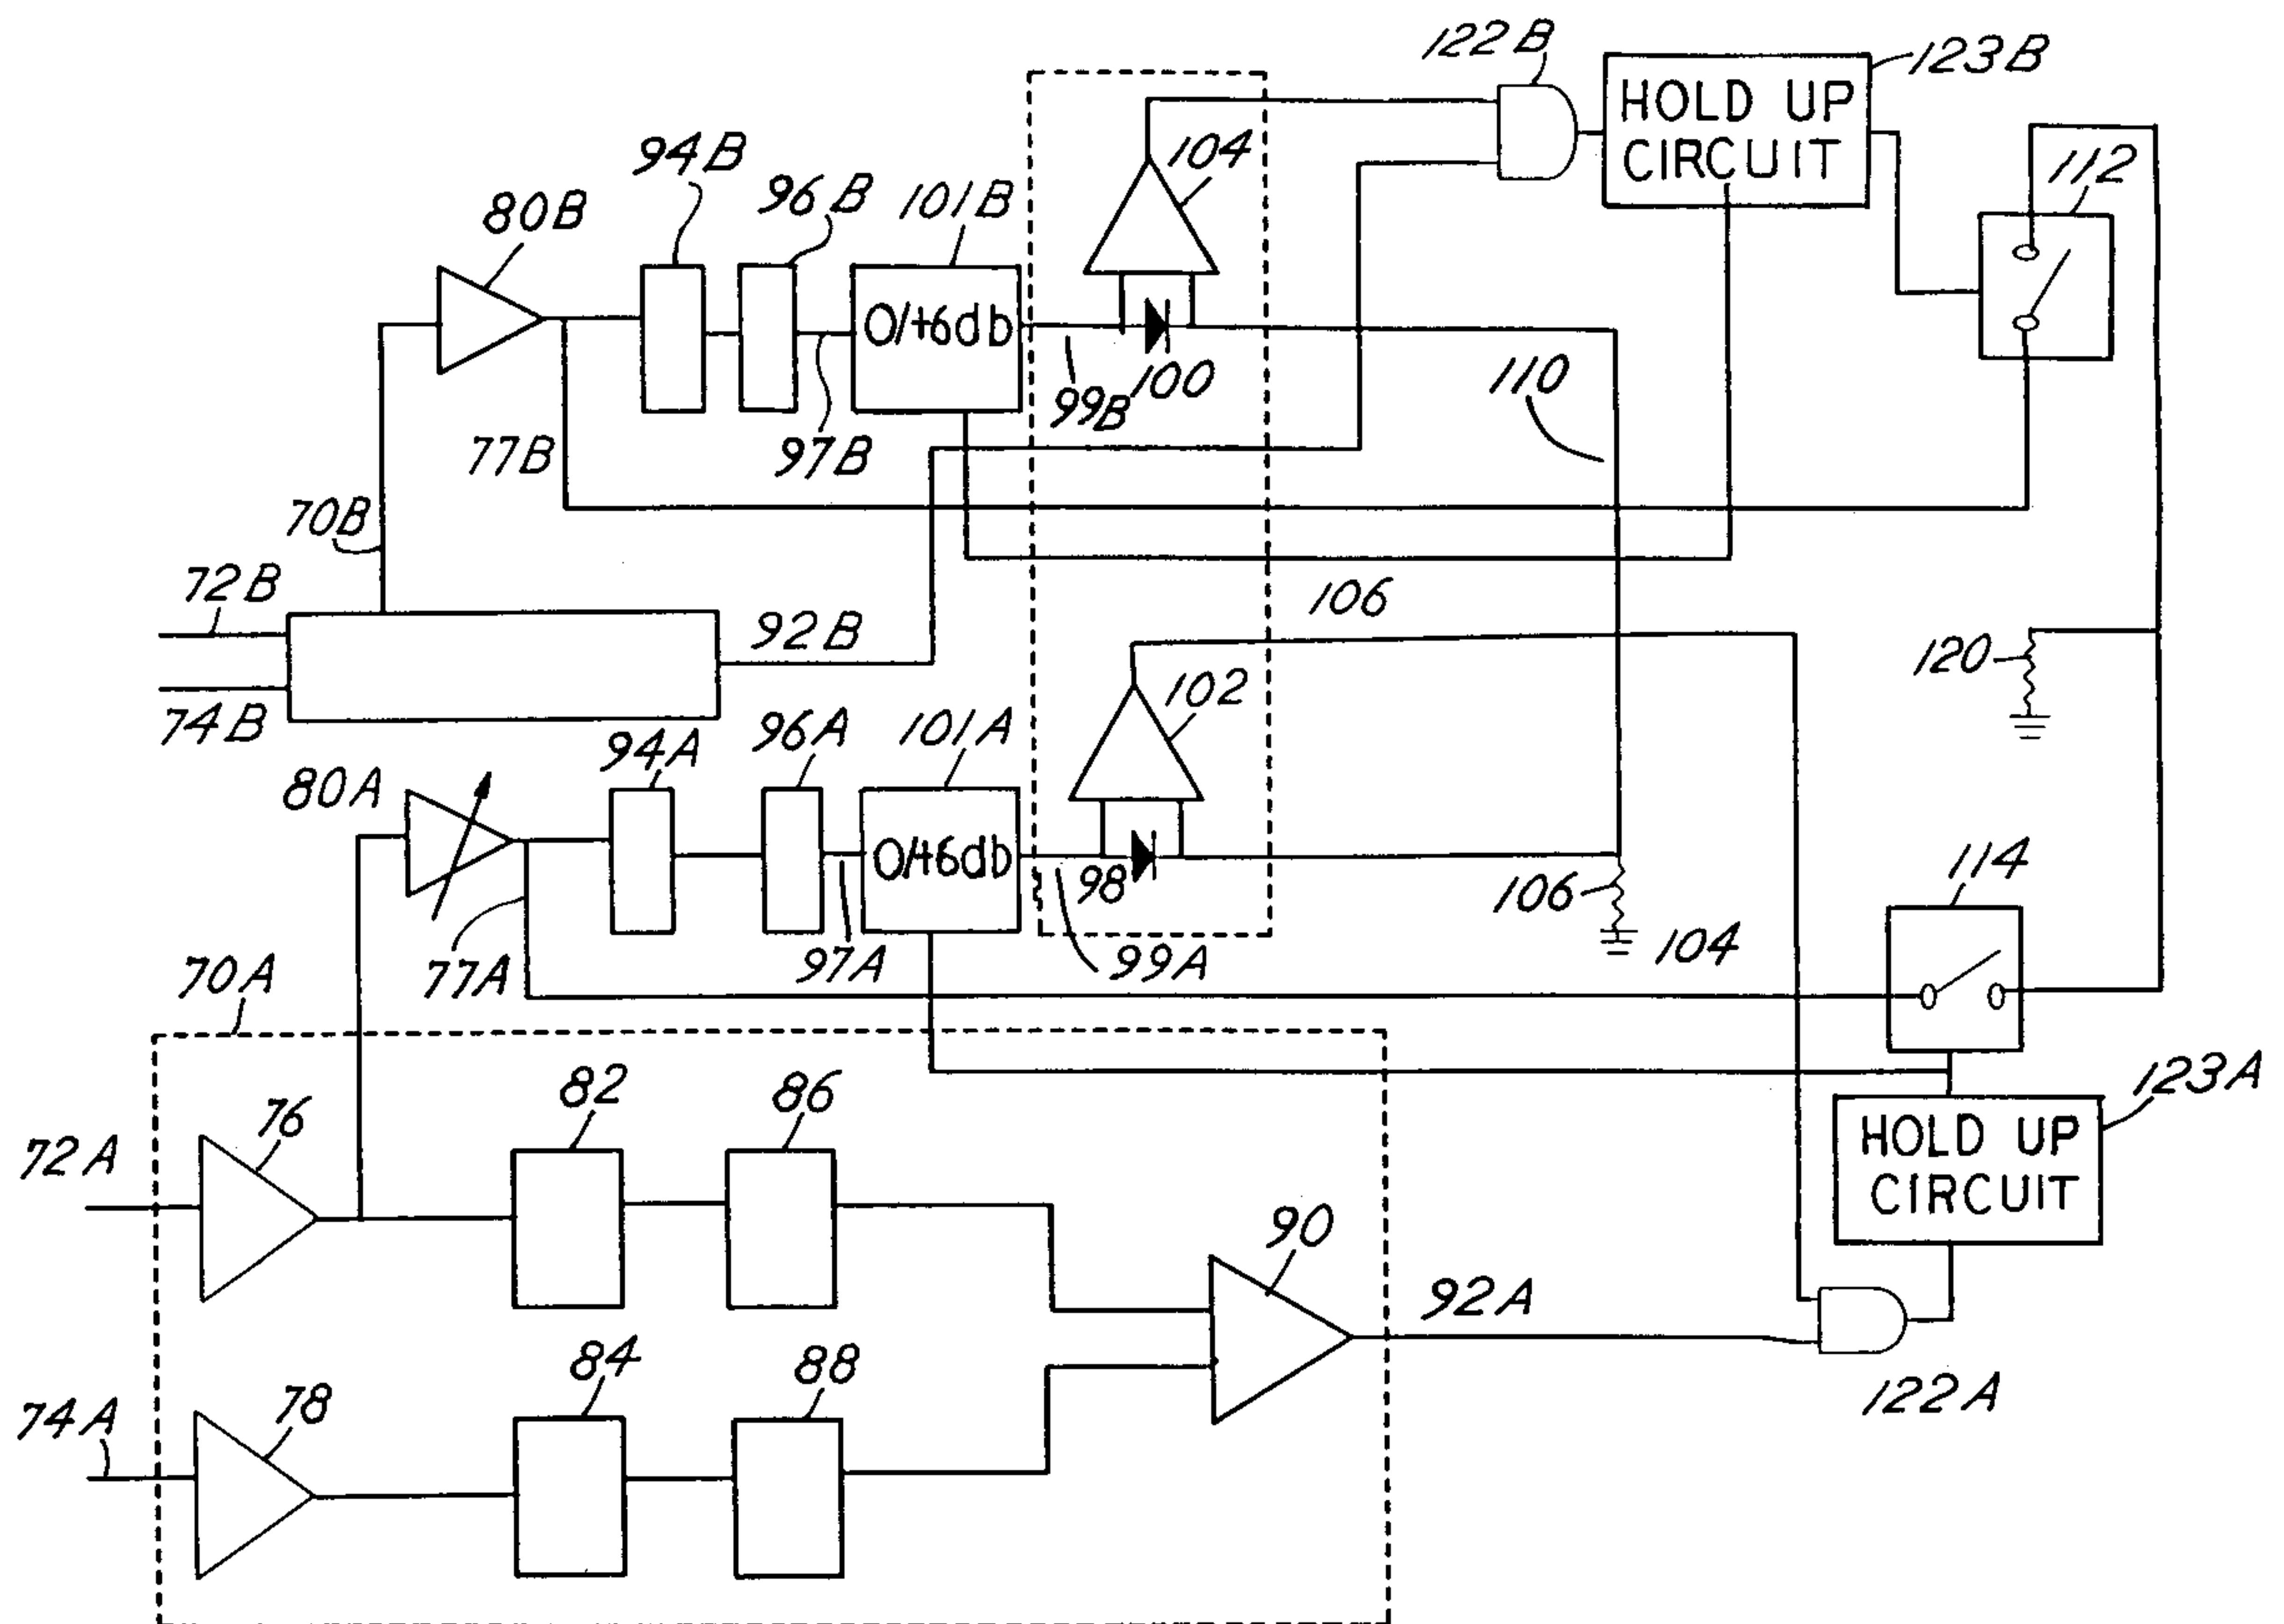 122B
HOLD UP
CIRCUIT
123B
94B
104
112
80B
96B
101B
0/+6db
100
99B
110
77B
97B
70B
72B
106
92B
120
74B
102
94A
96A
101A
80A
0/+6db
98
114
106
104
70A
77A
97A
99A
123A
82
86
HOLD UP
CIRCUIT
76
72A
90
92A
84
88
74A
78
122A